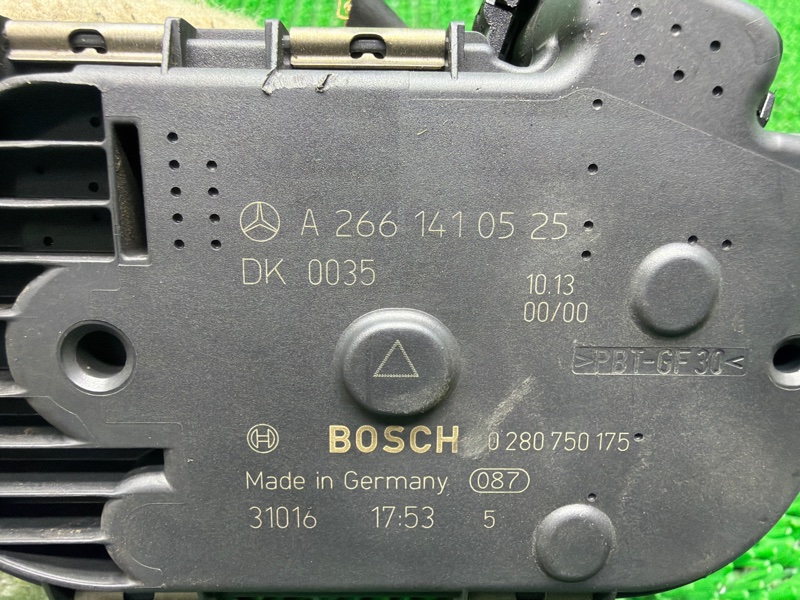 A 266 141 05 25
DK 0035
10.13
00/00
>PBT-GF30<
BOSCH 0 280 750 175
Made in Germany 087
31016 17:53 5